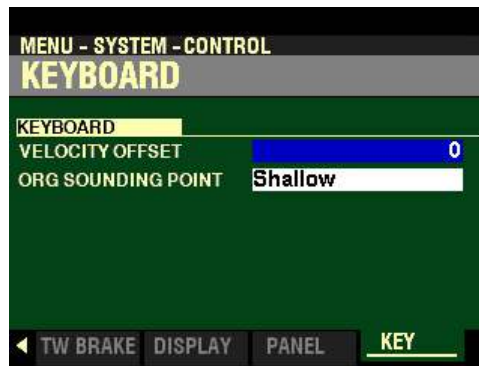 MENU - SYSTEM - CONTROL
KEYBOARD
KEYBOARD
VELOCITY OFFSET 0
ORG SOUNDING POINT Shallow
TW BRAKE DISPLAY PANEL KEY